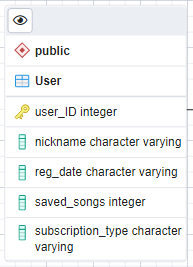 public
User
user_ID integer
nickname character varying
reg_date character varying
saved_songs integer
subscription_type character
varying